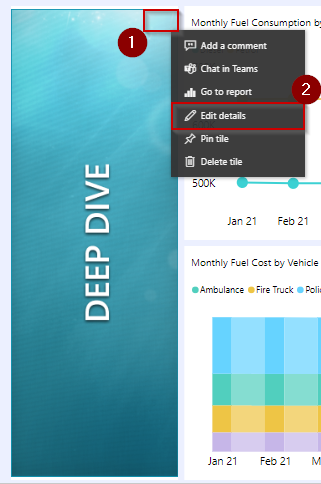 1
Monthly Fuel Consumption by
Add a comment
Chat in Teams
Go to report
2
Edit details
Pin tile
Delete tile
DEEP DIVE
500K
Jan 21 Feb 21
Monthly Fuel Cost by Vehicle
Ambulance Fire Truck Polic
Jan 21 Feb 21 M